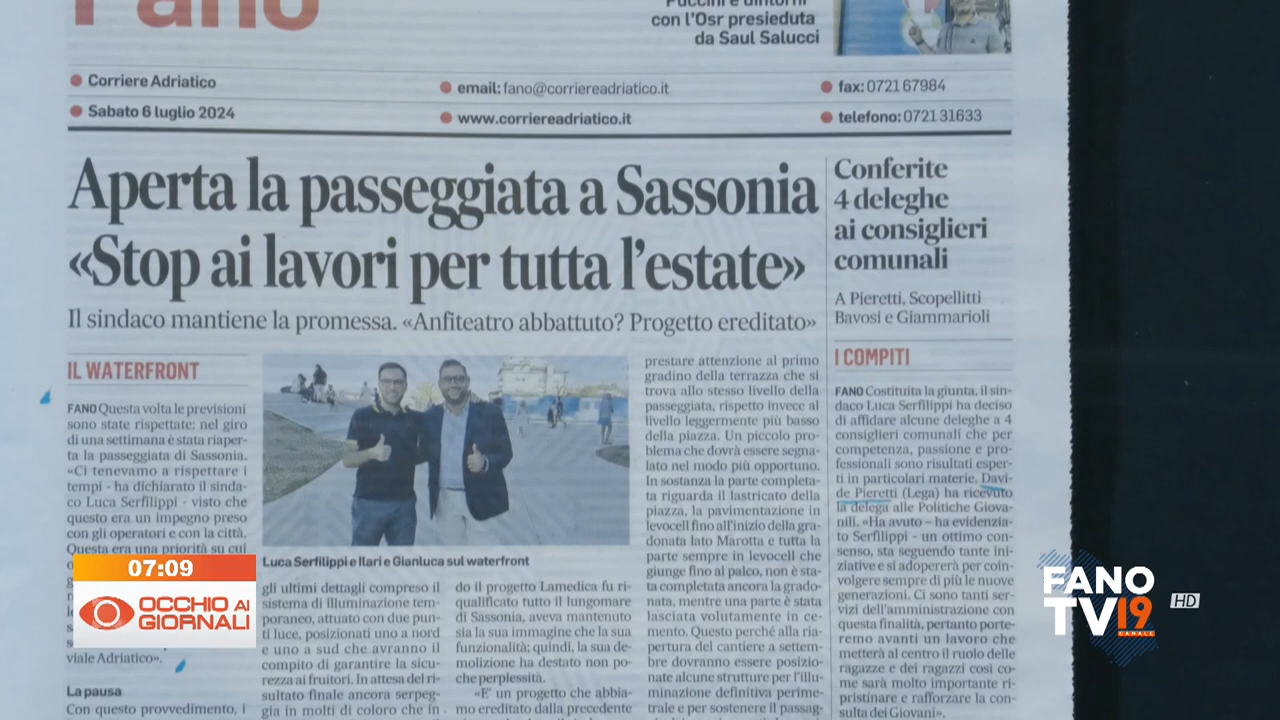 Fano
Puccini e dintorni
con l'Osr presieduta
da Saul Salucci
Corriere Adriatico
email: fano@corriereadriatico.it
fax: 0721 67984
Sabato 6 luglio 2024
www.corriereadriatico.it
telefono: 0721 31633
Aperta la passeggiata a Sassonia
«Stop ai lavori per tutta l'estate»
Il sindaco mantiene la promessa. «Anfiteatro abbattuto? Progetto ereditato»
IL WATERFRONT
FANO Questa volta le previsioni
sono state rispettate: nel giro
di una settimana è stata riaper-
ta la passeggiata di Sassonia.
«Ci tenevamo a rispettare i
tempi - ha dichiarato il sinda-
co Luca Serfilippi - visto che
questo era un impegno preso
con gli operatori e con la città.
Questa era una priorità su cui
viale Adriatico».
La pausa
Con questo provvedimento, i
Luca Serfilippi e Ilari e Gianluca sul waterfront
gli ultimi dettagli compreso il
sistema di illuminazione tem-
poraneo, attuato con due pun-
ti luce, posizionati uno a nord
e uno a sud che avranno il
compito di garantire la sicu-
rezza ai fruitori. In attesa del ri-
sultato finale ancora serpeg-
gia in molti di coloro che in
do il progetto Lamedica fu ri-
qualificato tutto il lungomare
di Sassonia, aveva mantenuto
sia la sua immagine che la sua
funzionalità; quindi, la sua de-
molizione ha destato non po-
che perplessità.
«E' un progetto che abbia-
mo ereditato dalla precedente
prestare attenzione al primo
gradino della terrazza che si
trova allo stesso livello della
passeggiata, rispetto invece al
livello leggermente più basso
della piazza. Un piccolo pro-
blema che dovrà essere segna-
lato nel modo più opportuno.
In sostanza la parte completa-
ta riguarda il lastricato della
piazza, la pavimentazione in
levocell fino all'inizio della gra-
donata lato Marotta e tutta la
parte sempre in levocell che
giunge fino al palco, non è sta-
ta completata ancora la grado-
nata, mentre una parte è stata
lasciata volutamente in ce-
mento. Questo perché alla ria-
pertura del cantiere a settem-
bre dovranno essere posizio-
nate alcune strutture per l'illu-
minazione definitiva perime-
trale e per sostenere il passag-
Conferite
4 deleghe
ai consiglieri
comunali
A Pieretti, Scopellitti
Bavosi e Giammarioli
I COMPITI
FANO Costituita la giunta, il sin-
daco Luca Serfilippi ha deciso
di affidare alcune deleghe a 4
consiglieri comunali che per
competenza, passione e pro-
fessionali sono risultati esper-
ti in particolari materie. Davi-
de Pieretti (Lega) ha ricevuto
la delega alle Politiche Giova-
nili. «Ha avuto – ha evidenzia-
to Serfilippi - un ottimo con-
senso, sta seguendo tante ini-
ziative e si adopererà per coin-
volgere sempre di più le nuove
generazioni. Ci sono tanti ser-
vizi dell'amministrazione con
questa finalità, pertanto porte-
remo avanti un lavoro che
metterà al centro il ruolo delle
ragazze e dei ragazzi così co-
me sarà molto importante ri-
pristinare e rafforzare la con-
sulta dei Giovani».
07:09
OCCHIO AI
GIORNALI
FANO
TV19
CANALE
HD